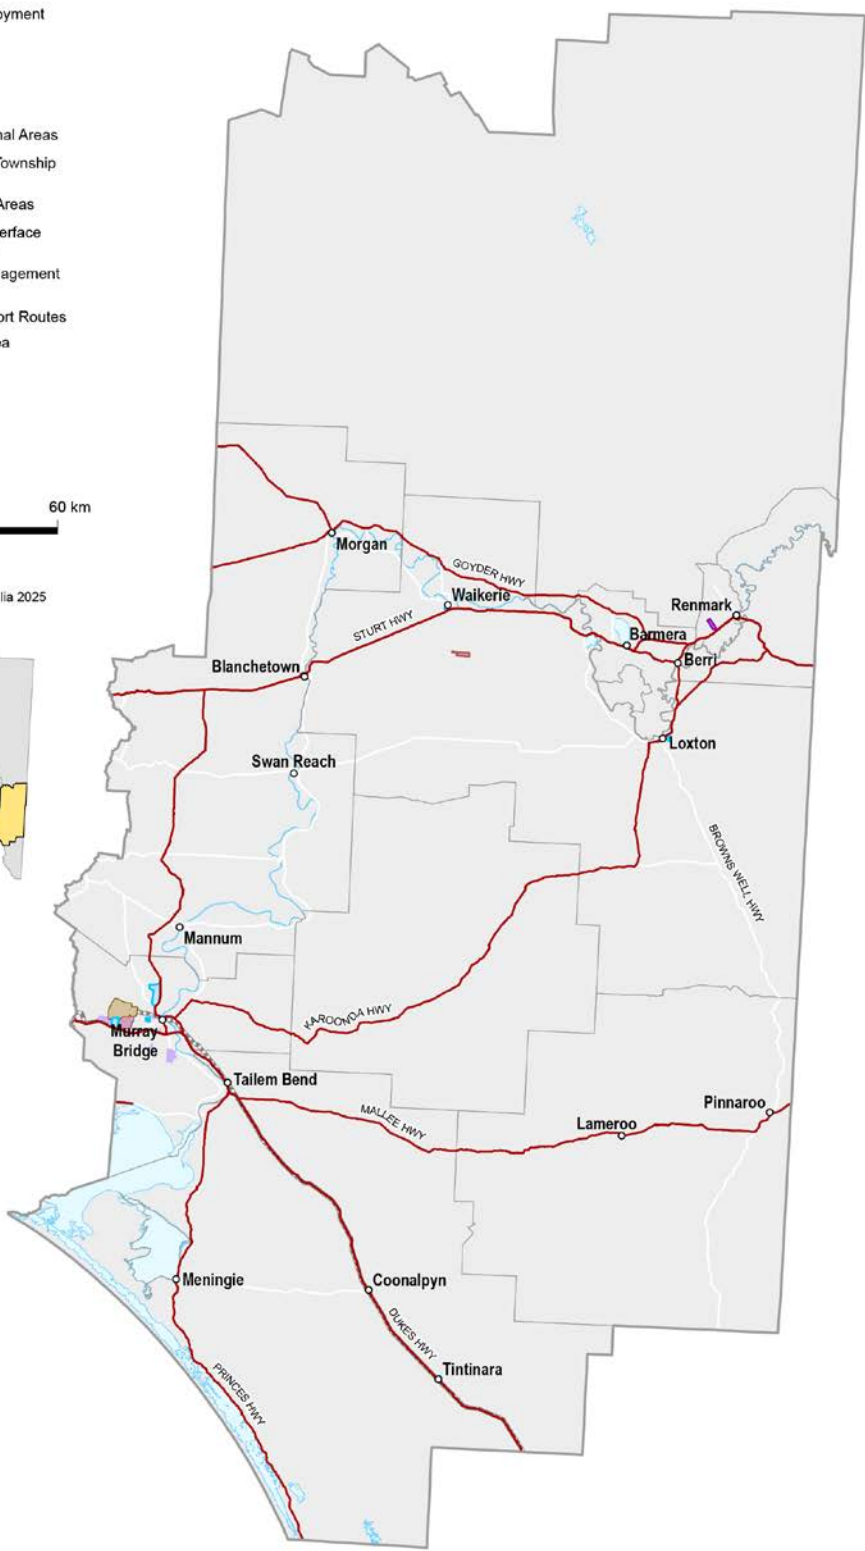 oyment
nal Areas
Township
Areas
erface
agement
ort Routes
ea
60 km
lia 2025
Morgan
GOYDER HWY
Waikerie
Renmark
STURT HWY
Barmera
Blanchetown
Berri
Loxton
Swan Reach
BROWNS WELL HWY
Mannum
KAROONDA HWY
Murray
Bridge
Tailem Bend
Pinnaroo
MALLEE HWY
Lameroo
Meningie
Coonalpyn
DUKES HWY
Tintinara
PRINCES HWY